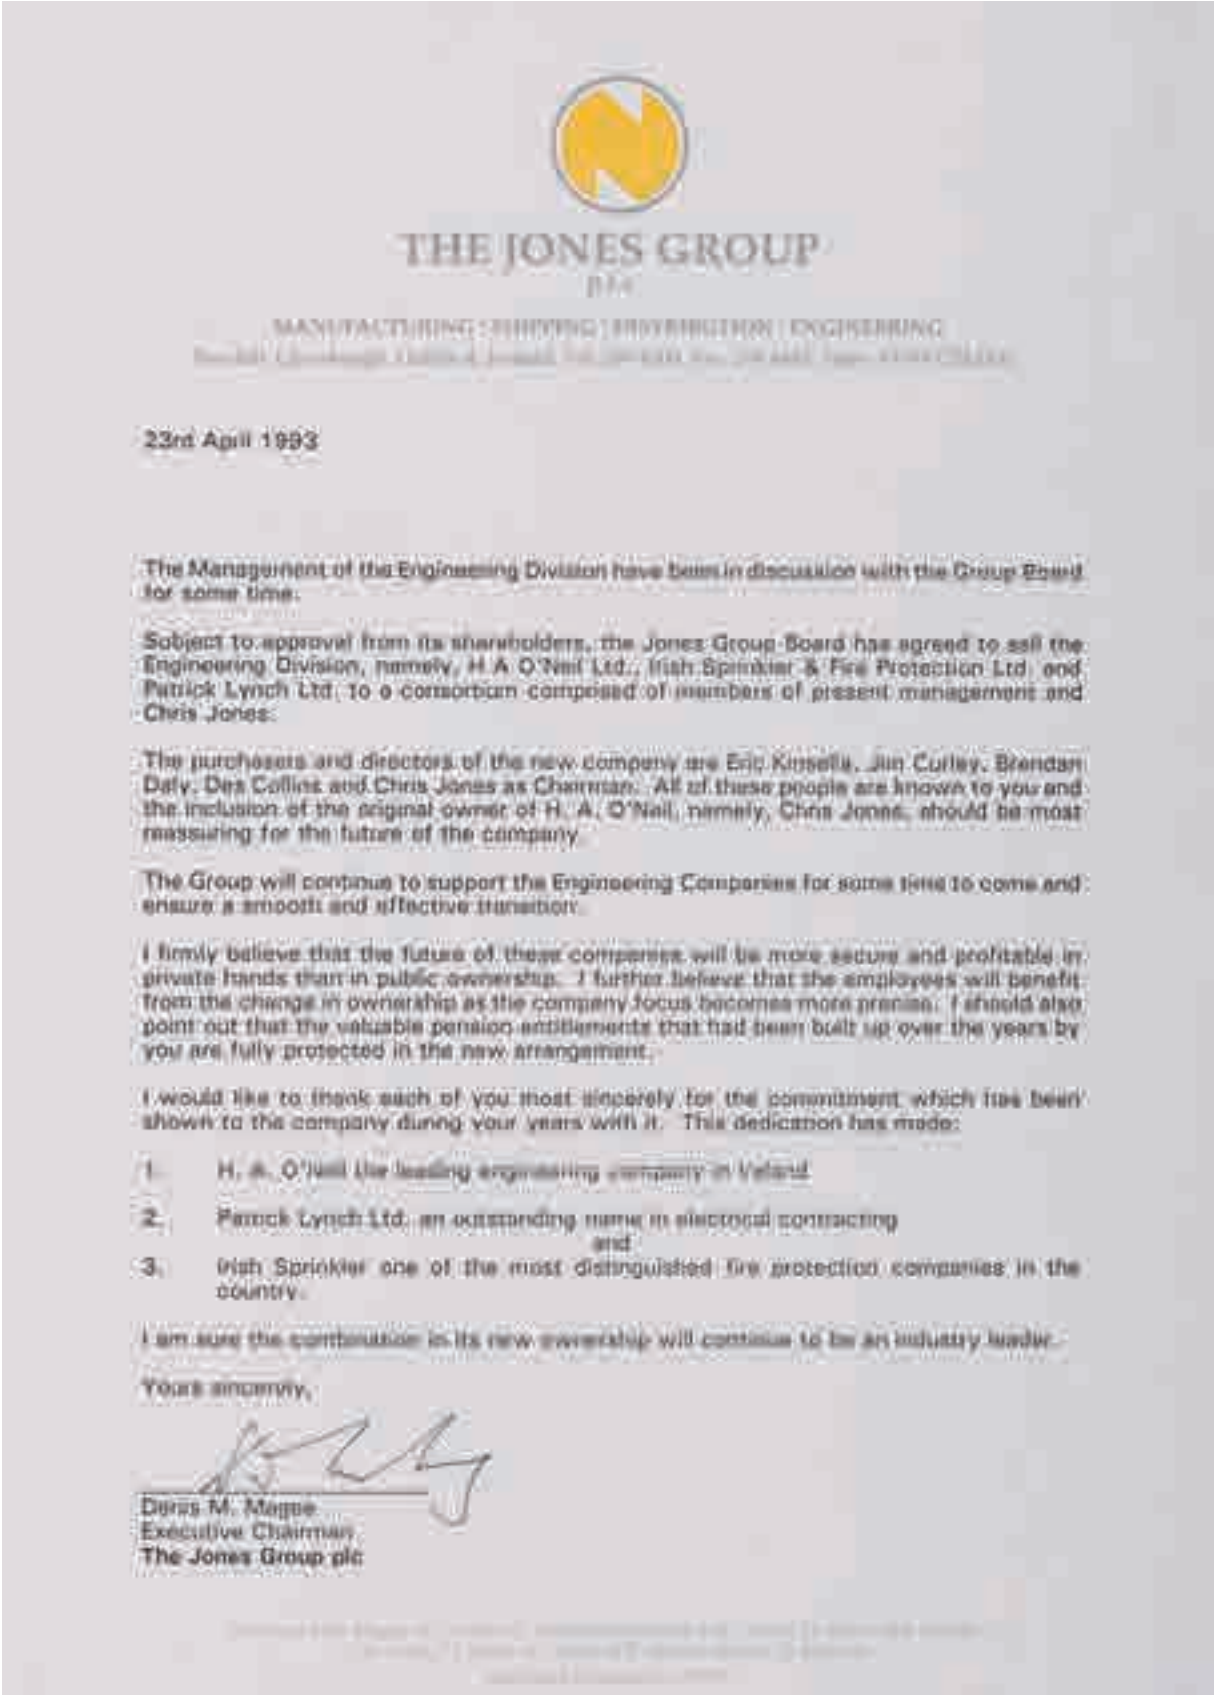 THE JONES GROUP
plc
MANUFACTURING : SHIPPING : DISTRIBUTION : ENGINEERING
23rd April 1993
The Management of the Engineering Division have been in discussion with the Group Board
for some time.
Subject to approval from its shareholders, the Jones Group Board has agreed to sell the
Engineering Division, namely, H A O'Neil Ltd., Irish Sprinkler & Fire Protection Ltd. and
Patrick Lynch Ltd. to a consortium comprised of members of present management and
Chris Jones.
The purchasers and directors of the new company are Eric Kinsella, Jim Curley, Brendan
Daly, Des Collins and Chris Jones as Chairman. All of these people are known to you and
the inclusion of the original owner of H. A. O'Neil, namely, Chris Jones, should be most
reassuring for the future of the company.
The Group will continue to support the Engineering Companies for some time to come and
ensure a smooth and effective transition.
I firmly believe that the future of these companies will be more secure and profitable in
private hands than in public ownership. I further believe that the employees will benefit
from the change in ownership as the company focus becomes more precise. I should also
point out that the valuable pension entitlements that had been built up over the years by
you are fully protected in the new arrangement.
I would like to thank each of you most sincerely for the commitment which has been
shown to the company during your years with it. This dedication has made:
1. H. A. O'Neil the leading engineering company in Ireland
2. Patrick Lynch Ltd. an outstanding name in electrical contracting
and
3. Irish Sprinkler one of the most distinguished fire protection companies in the
country.
I am sure the combination in its new ownership will continue to be an industry leader.
Yours sincerely,
Denis M. Magee
Executive Chairman
The Jones Group plc